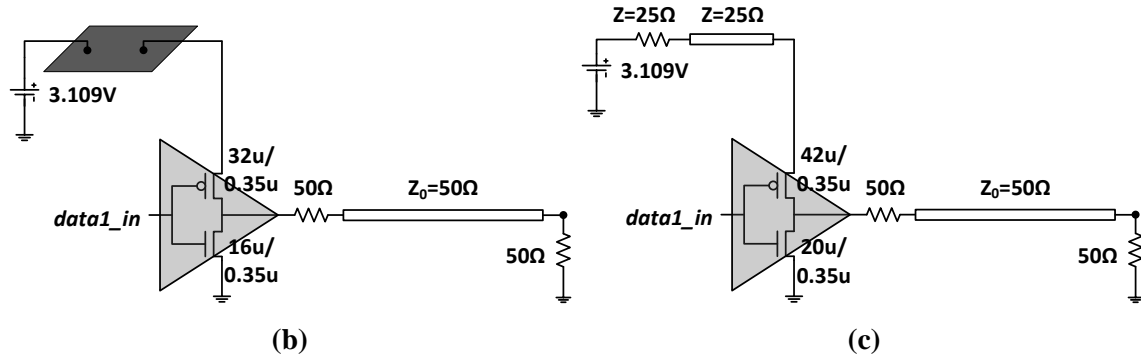 3.109V
32u/
0.35u
50Ω
Z₀=50Ω
data1_in
16u/
0.35u
50Ω
(b)
Z=25Ω
Z=25Ω
3.109V
42u/
0.35u
50Ω
Z₀=50Ω
data1_in
20u/
0.35u
50Ω
(c)